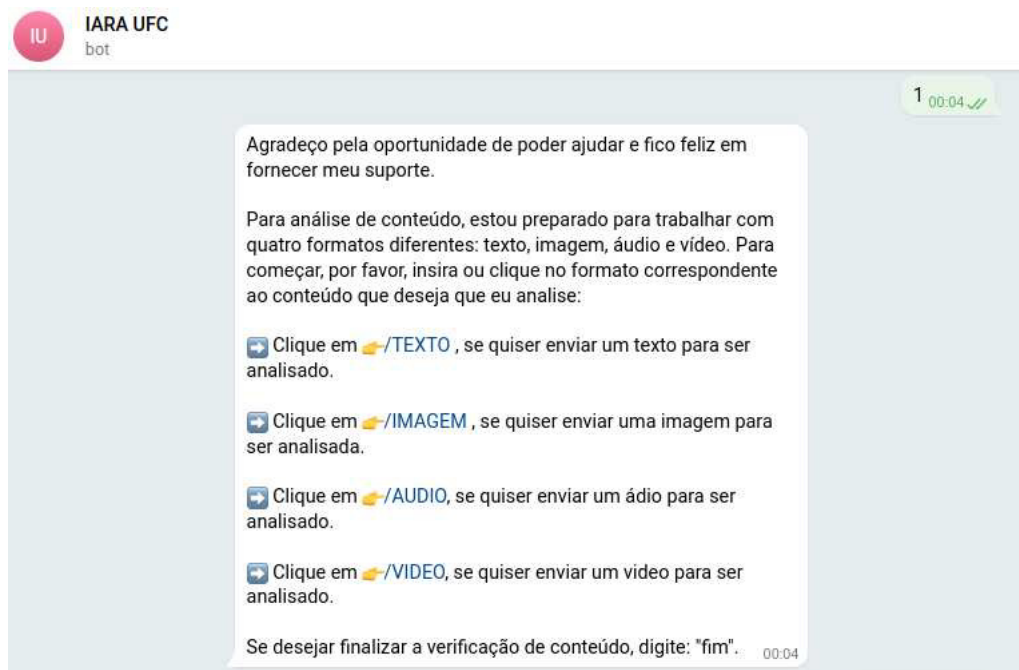 IU
IARA UFC
bot
1 00:04
Agradeço pela oportunidade de poder ajudar e fico feliz em
fornecer meu suporte.
Para análise de conteúdo, estou preparado para trabalhar com
quatro formatos diferentes: texto, imagem, áudio e vídeo. Para
começar, por favor, insira ou clique no formato correspondente
ao conteúdo que deseja que eu analise:
➡️ Clique em 👉/TEXTO , se quiser enviar um texto para ser
analisado.
➡️ Clique em 👉/IMAGEM , se quiser enviar uma imagem para
ser analisada.
➡️ Clique em 👉/AUDIO, se quiser enviar um ádio para ser
analisado.
➡️ Clique em 👉/VIDEO, se quiser enviar um video para ser
analisado.
Se desejar finalizar a verificação de conteúdo, digite: "fim". 00:04